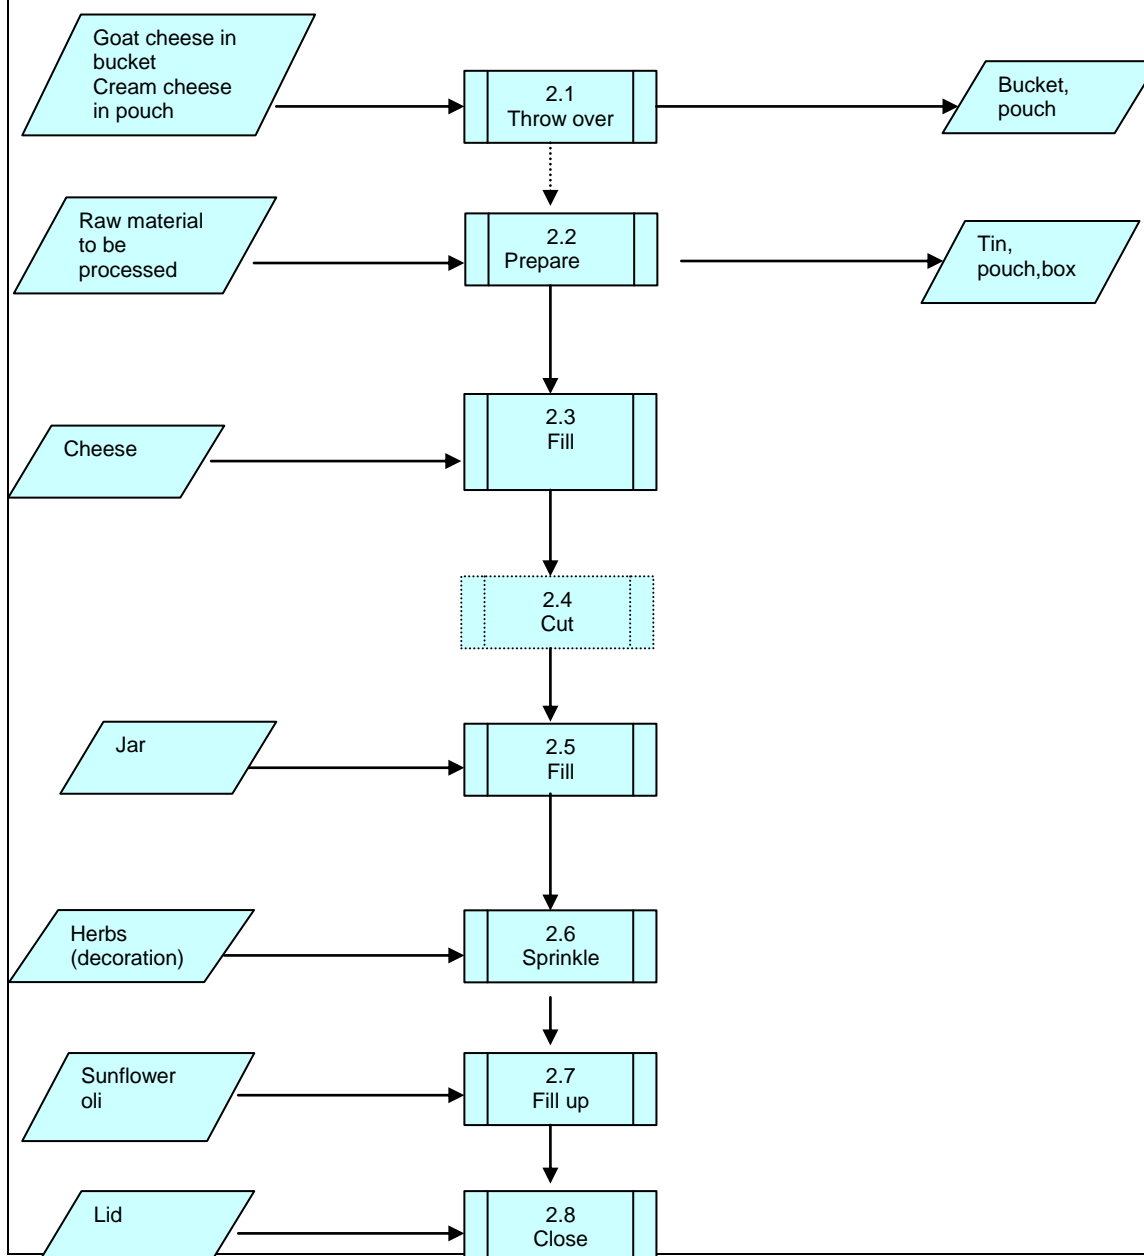 Goat cheese in
bucket
Cream cheese
in pouch
2.1
Throw over
Bucket,
pouch
Raw material
to be
processed
2.2
Prepare
Tin,
pouch,box
2.3
Fill
Cheese
2.4
Cut
Jar
2.5
Fill
Herbs
(decoration)
2.6
Sprinkle
Sunflower
oli
2.7
Fill up
Lid
2.8
Close